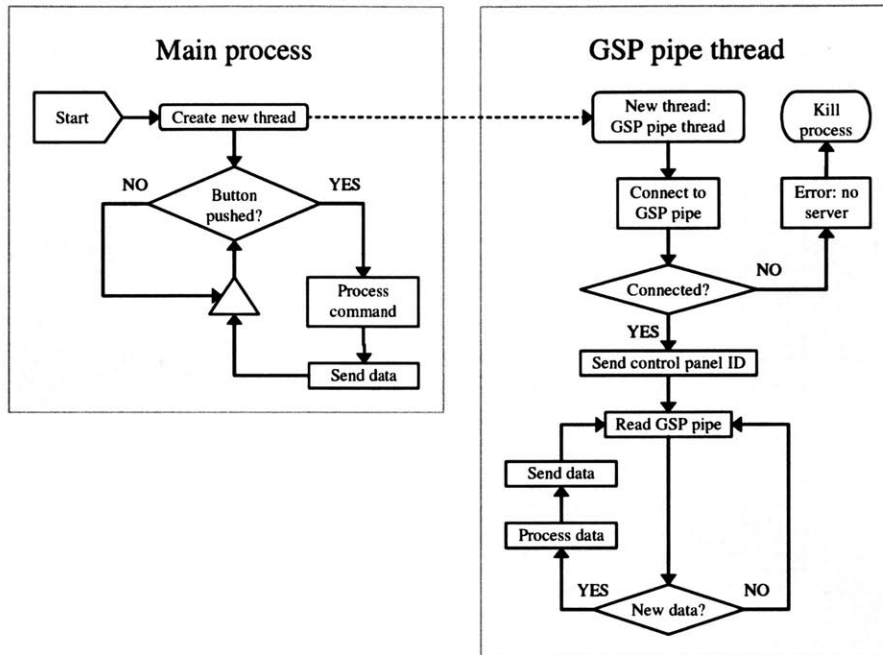 Main process
Start
Create new thread
NO
YES
Button
pushed?
Process
command
Send data
GSP pipe thread
New thread:
GSP pipe thread
Kill
process
Connect to
GSP pipe
Error: no
server
NO
Connected?
YES
Send control panel ID
Read GSP pipe
Send data
Process data
YES
NO
New data?